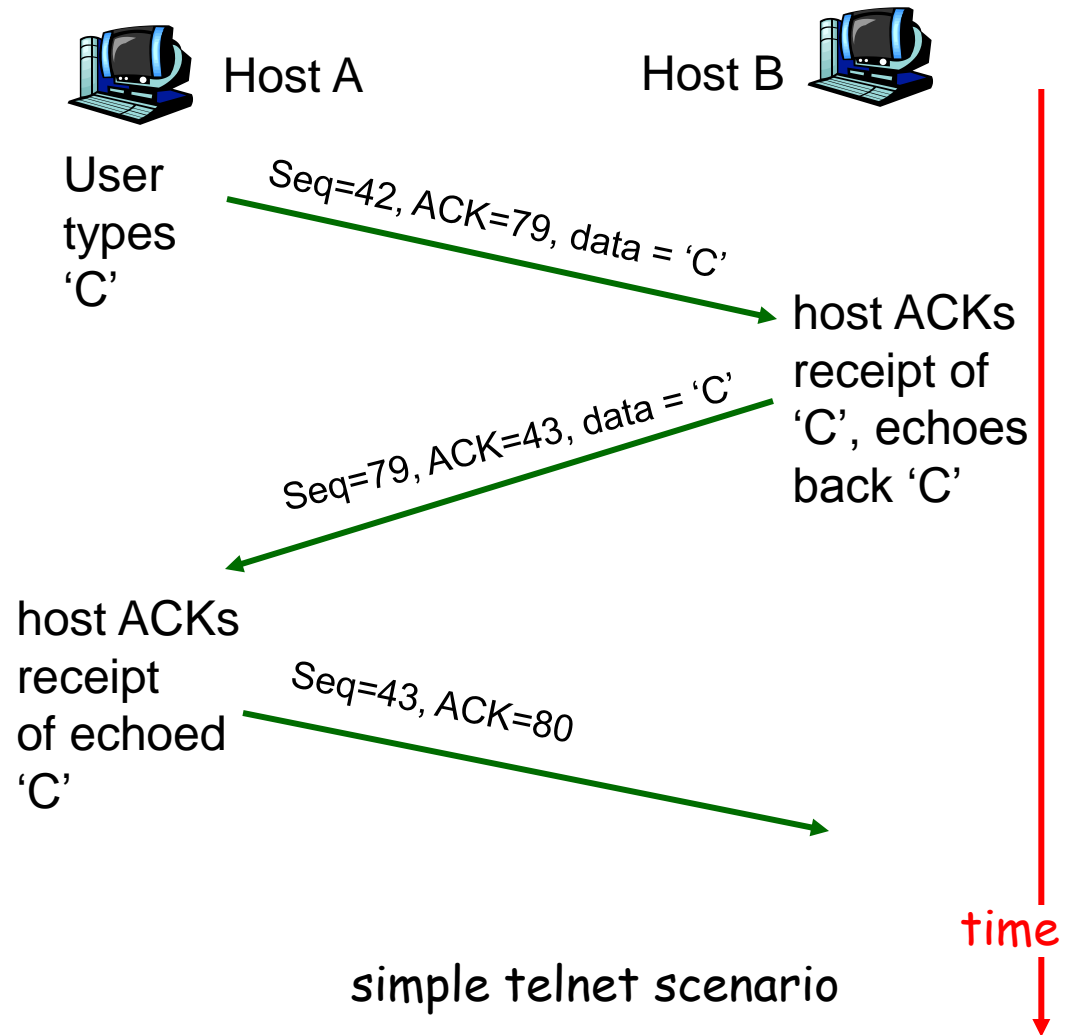 Host A
Host B
User
types
‘C’
Seq=42, ACK=79, data = ‘C’
host ACKs
receipt of
‘C’, echoes
back ‘C’
Seq=79, ACK=43, data = ‘C’
host ACKs
receipt
of echoed
‘C’
Seq=43, ACK=80
time
simple telnet scenario